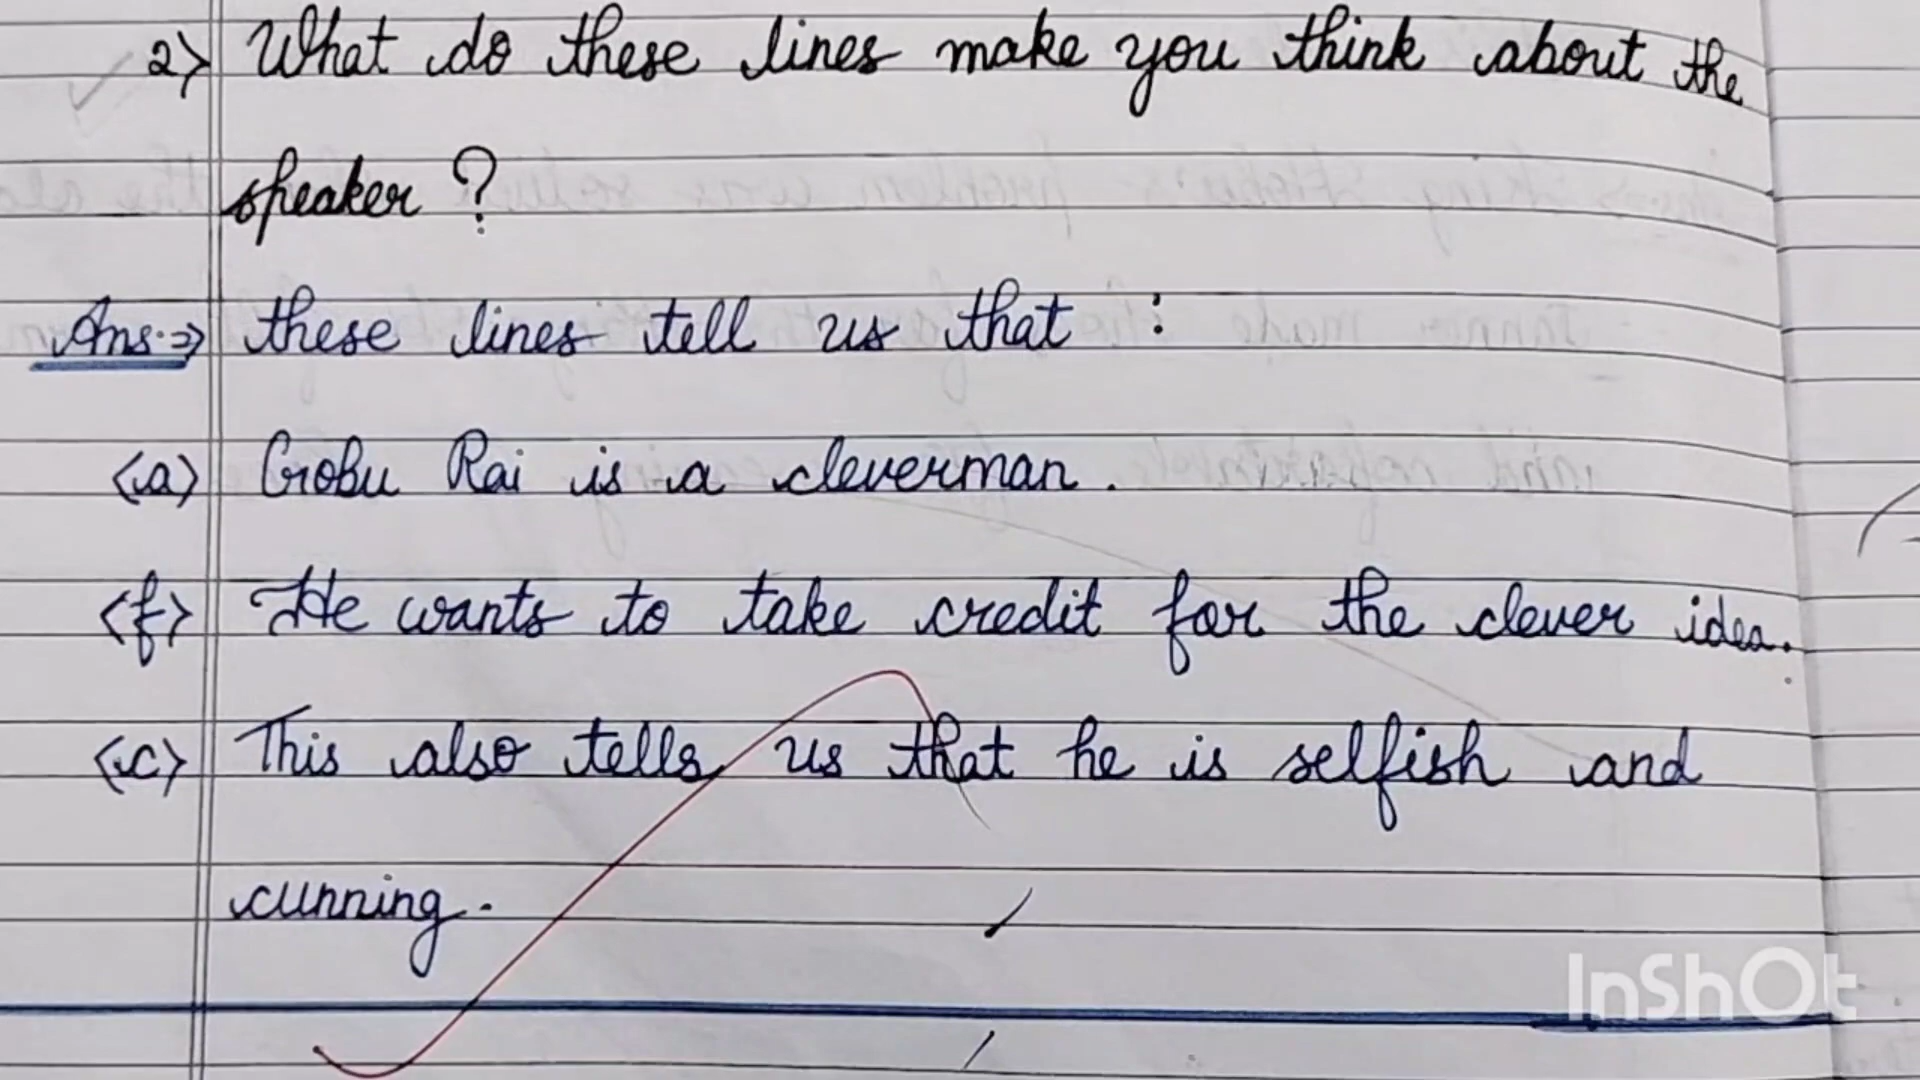 2) What do these lines make you think about the
speaker ?
Ans.⇒ these lines tell us that :
(a) Gobu Rai is a cleverman .
(f) He wants to take credit for the clever idea.
(c) This also tells us that he is selfish and
cunning.
InShOt